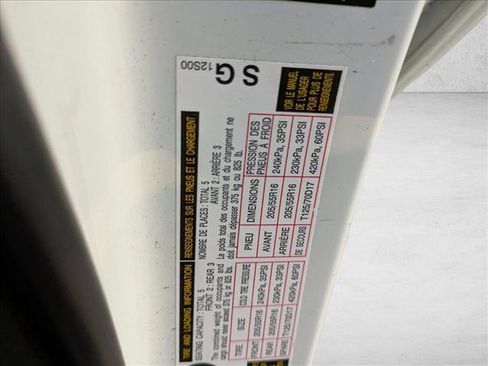 TIRE AND LOADING INFORMATION
SEATING CAPACITY: TOTAL 5
FRONT 2 : REAR 3
The combined weight of occupants and
cargo should never exceed 375 kg or 825 lbs.
TIRE SIZE COLD TIRE PRESSURE
FRONT 205/55R16 240kPa, 35PSI
REAR 205/55R16 230kPa, 33PSI
SPARE T125/70D17 420kPa, 60PSI
RENSEIGNEMENTS SUR LES PNEUS ET LE CHARGEMENT
NOMBRE DE PLACES: TOTAL 5
AVANT 2 : ARRIÈRE 3
Le poids total des occupants et du chargement ne
doit jamais dépasser 375 kg ou 825 lb.
PNEU DIMENSIONS PRESSION DES PNEUS À FROID
AVANT 205/55R16 240kPa, 35PSI
ARRIÈRE 205/55R16 230kPa, 33PSI
DE SECOURS T125/70D17 420kPa, 60PSI
VOIR LE MANUEL
DE L'USAGER
POUR PLUS DE
RENSEIGNEMENTS.
SG
12S00